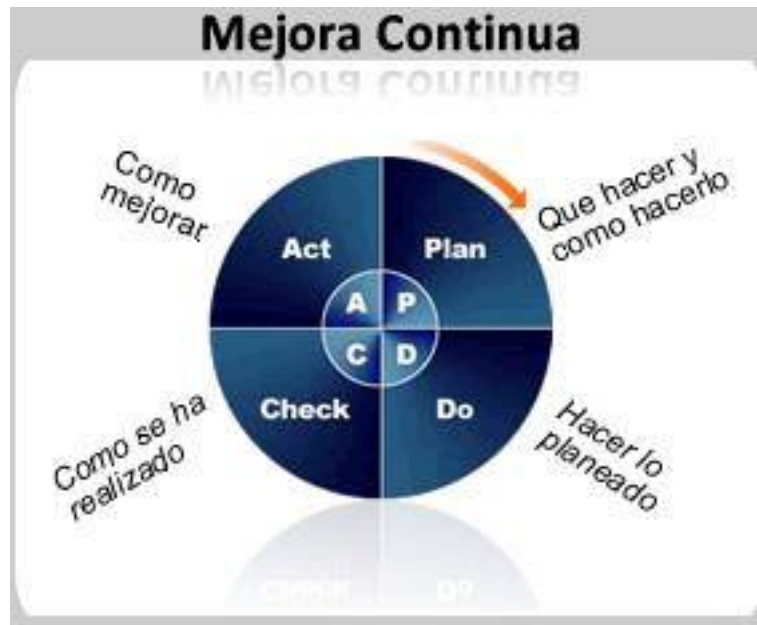 Mejora Continua
Como
mejorar
Que hacer y
como hacerlo
Act
Plan
A
P
C
D
Check
Do
Como se ha
realizado
Hacer lo
planeado